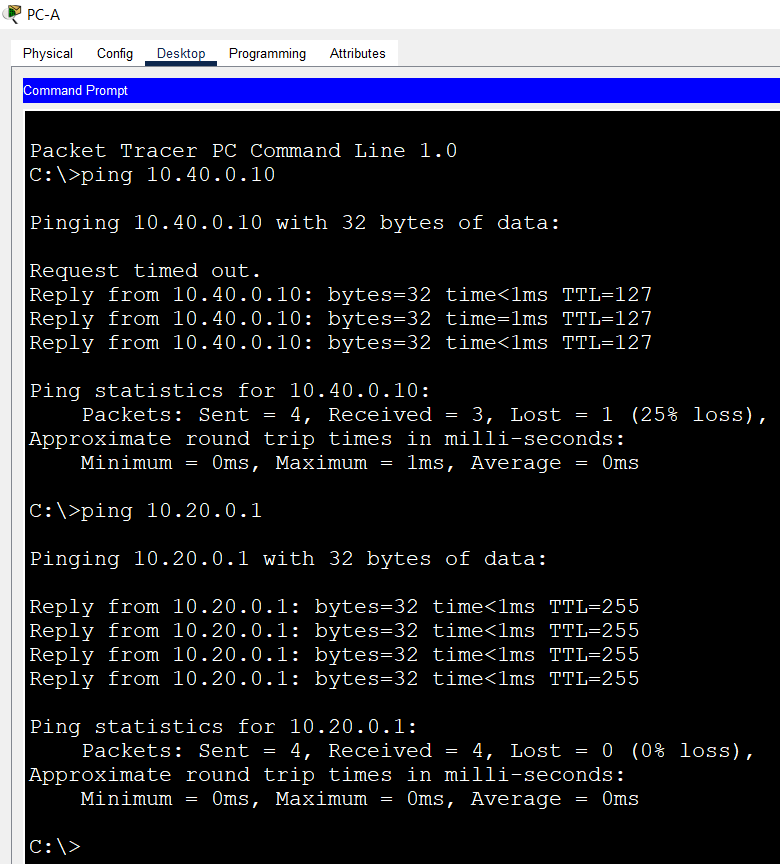 PC-A
Physical Config Desktop Programming Attributes
Command Prompt
Packet Tracer PC Command Line 1.0
C:\>ping 10.40.0.10
Pinging 10.40.0.10 with 32 bytes of data:
Request timed out.
Reply from 10.40.0.10: bytes=32 time<1ms TTL=127
Reply from 10.40.0.10: bytes=32 time=1ms TTL=127
Reply from 10.40.0.10: bytes=32 time<1ms TTL=127
Ping statistics for 10.40.0.10:
    Packets: Sent = 4, Received = 3, Lost = 1 (25% loss),
Approximate round trip times in milli-seconds:
    Minimum = 0ms, Maximum = 1ms, Average = 0ms
C:\>ping 10.20.0.1
Pinging 10.20.0.1 with 32 bytes of data:
Reply from 10.20.0.1: bytes=32 time<1ms TTL=255
Reply from 10.20.0.1: bytes=32 time<1ms TTL=255
Reply from 10.20.0.1: bytes=32 time<1ms TTL=255
Reply from 10.20.0.1: bytes=32 time<1ms TTL=255
Ping statistics for 10.20.0.1:
    Packets: Sent = 4, Received = 4, Lost = 0 (0% loss),
Approximate round trip times in milli-seconds:
    Minimum = 0ms, Maximum = 0ms, Average = 0ms
C:\>